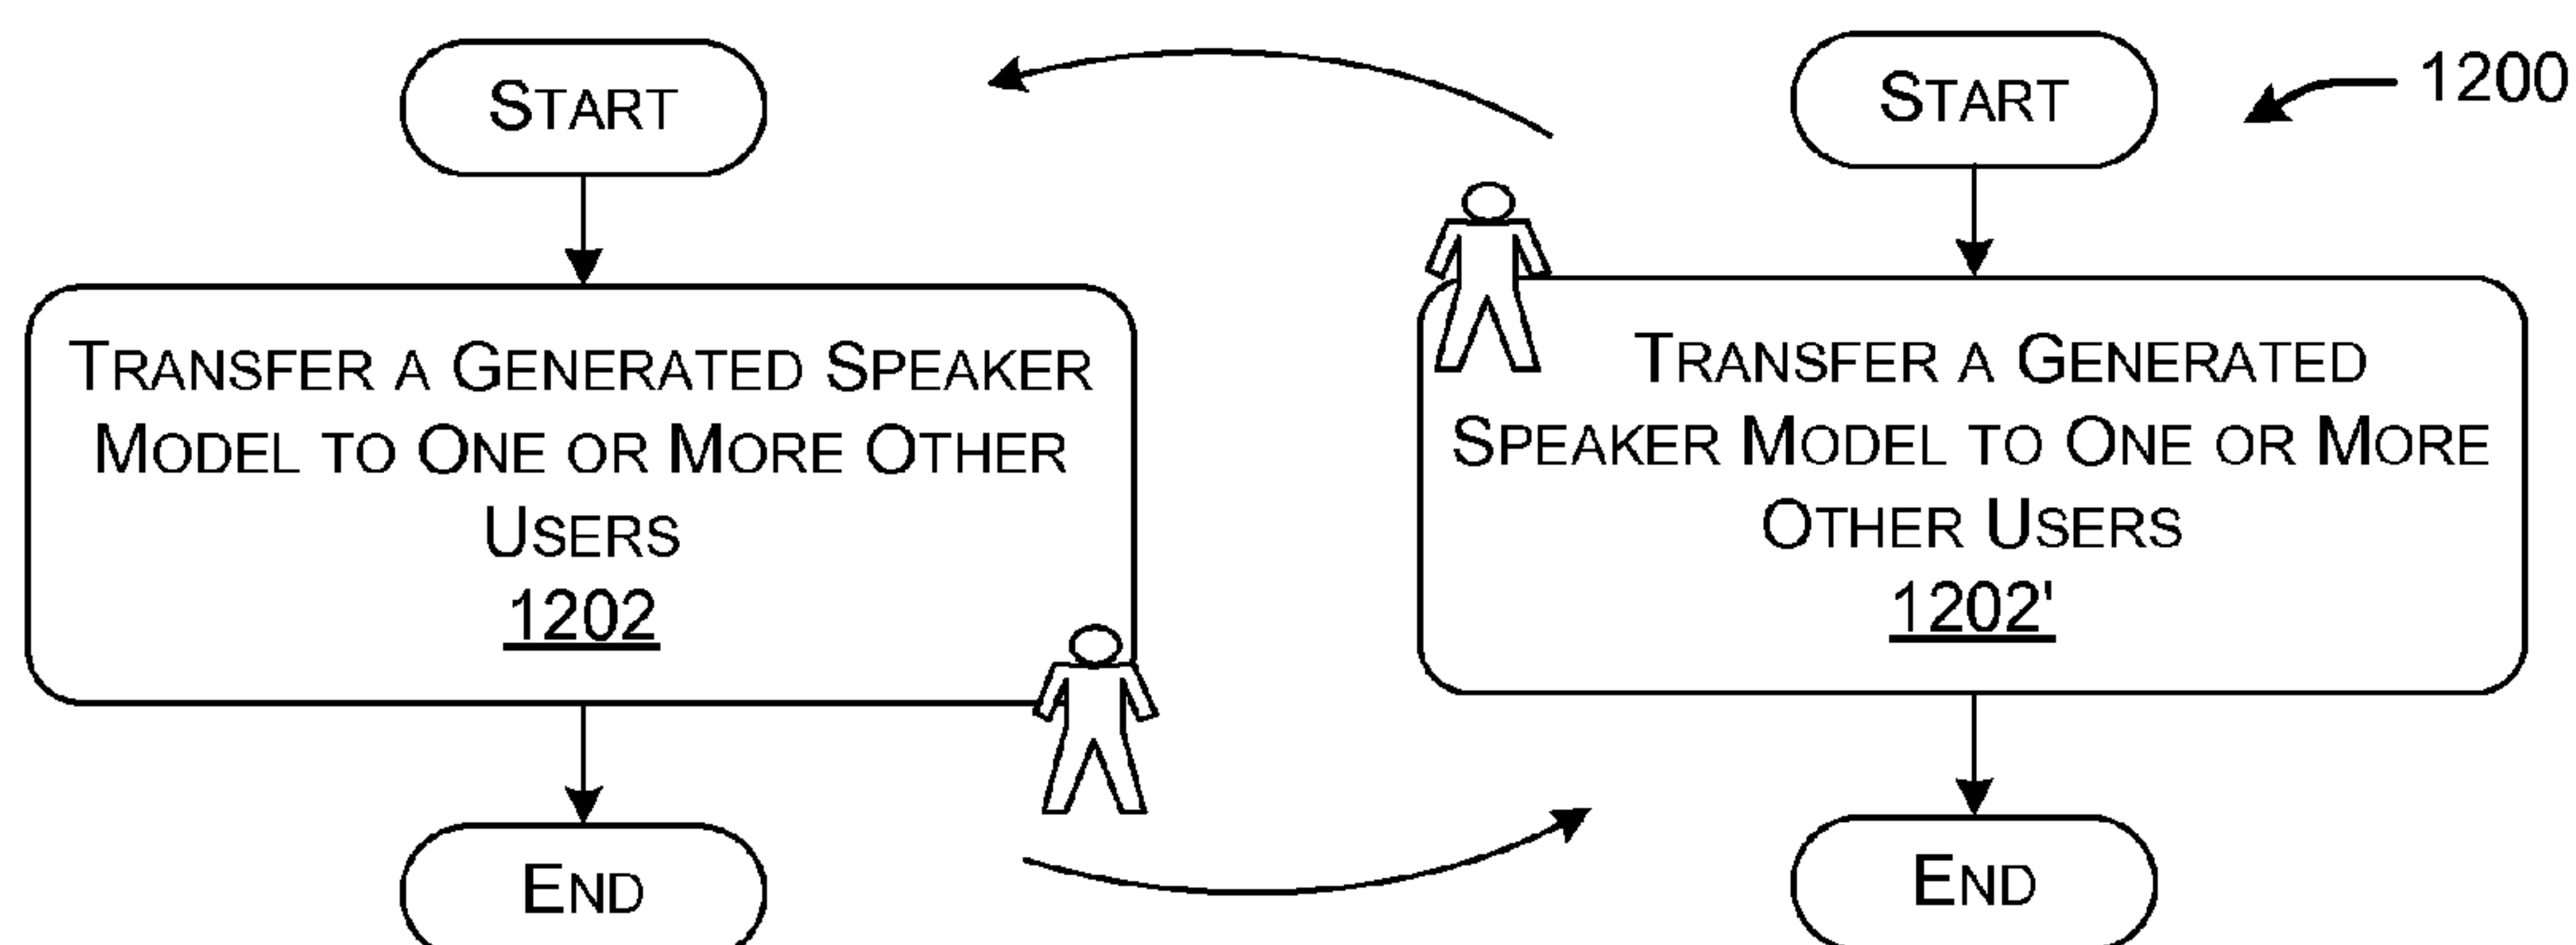 START
TRANSFER A GENERATED SPEAKER
MODEL TO ONE OR MORE OTHER
USERS
1202
END
START
1200
TRANSFER A GENERATED
SPEAKER MODEL TO ONE OR MORE
OTHER USERS
1202'
END